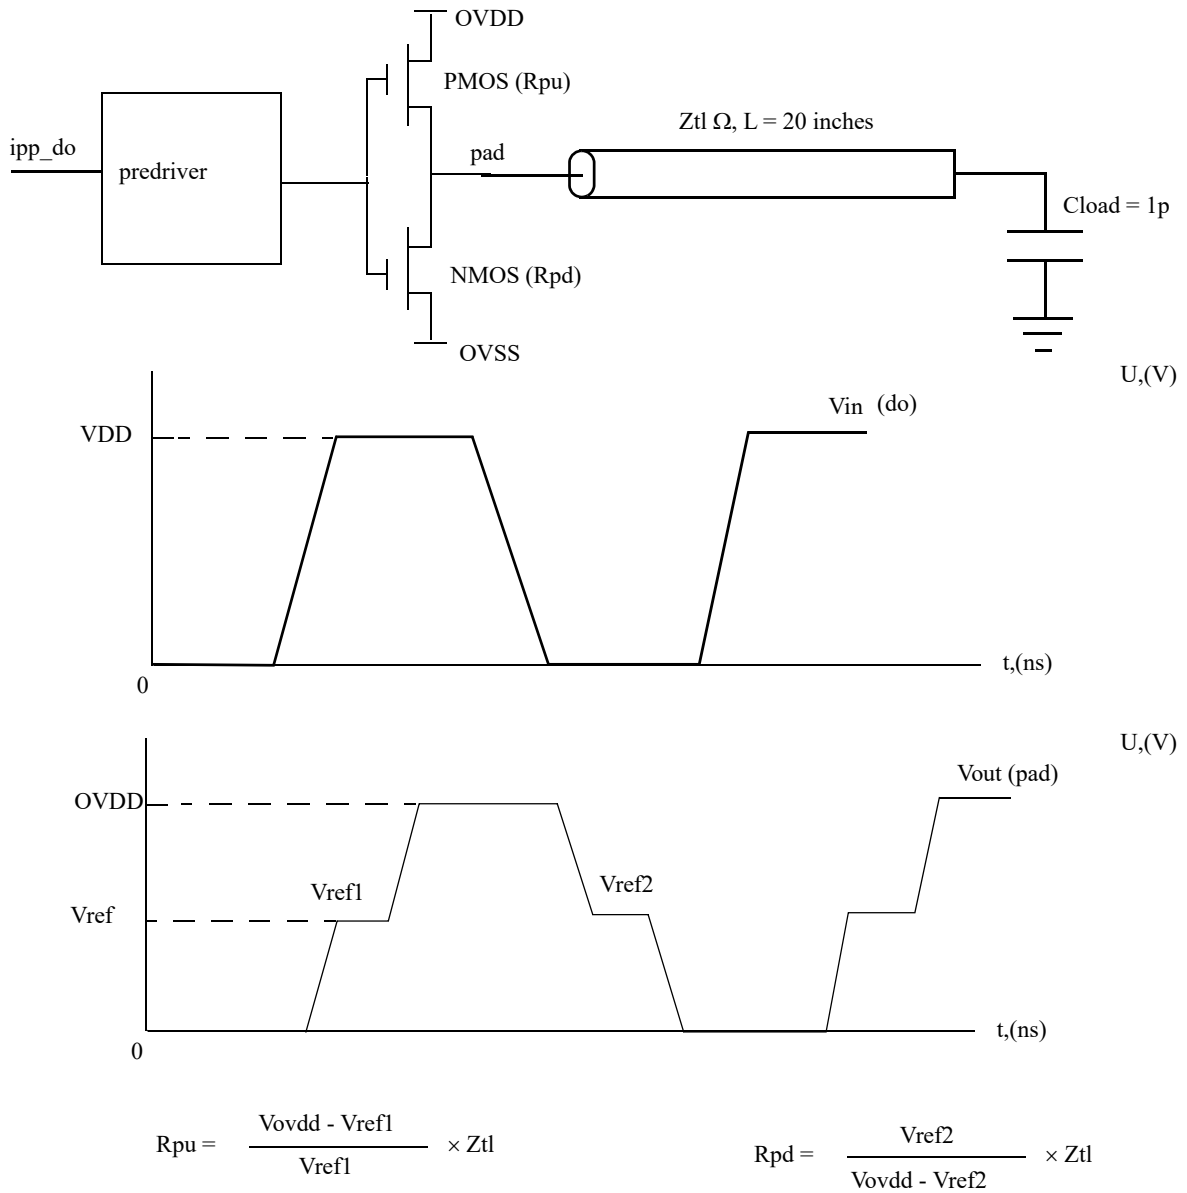 OVDD
PMOS (Rpu)
Ztl Ω, L = 20 inches
ipp_do
pad
predriver
Cload = 1p
NMOS (Rpd)
OVSS
U,(V)
Vin (do)
VDD
t,(ns)
0
U,(V)
Vout (pad)
OVDD
Vref1
Vref2
Vref
t,(ns)
0
Rpu = Vovdd - Vref1
Vref1
× Ztl
Rpd = Vref2
Vovdd - Vref2
× Ztl